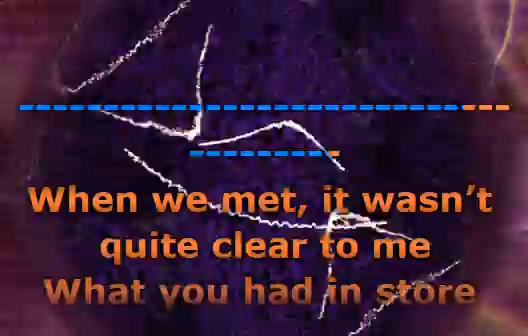 When we met, it wasn’t
quite clear to me
What you had in store